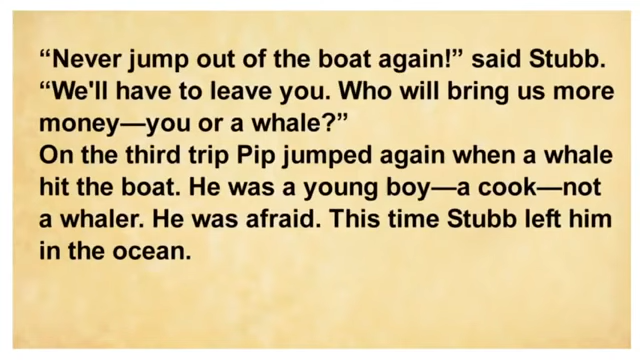 “Never jump out of the boat again!” said Stubb.
“We'll have to leave you. Who will bring us more
money—you or a whale?”
On the third trip Pip jumped again when a whale
hit the boat. He was a young boy—a cook—not
a whaler. He was afraid. This time Stubb left him
in the ocean.